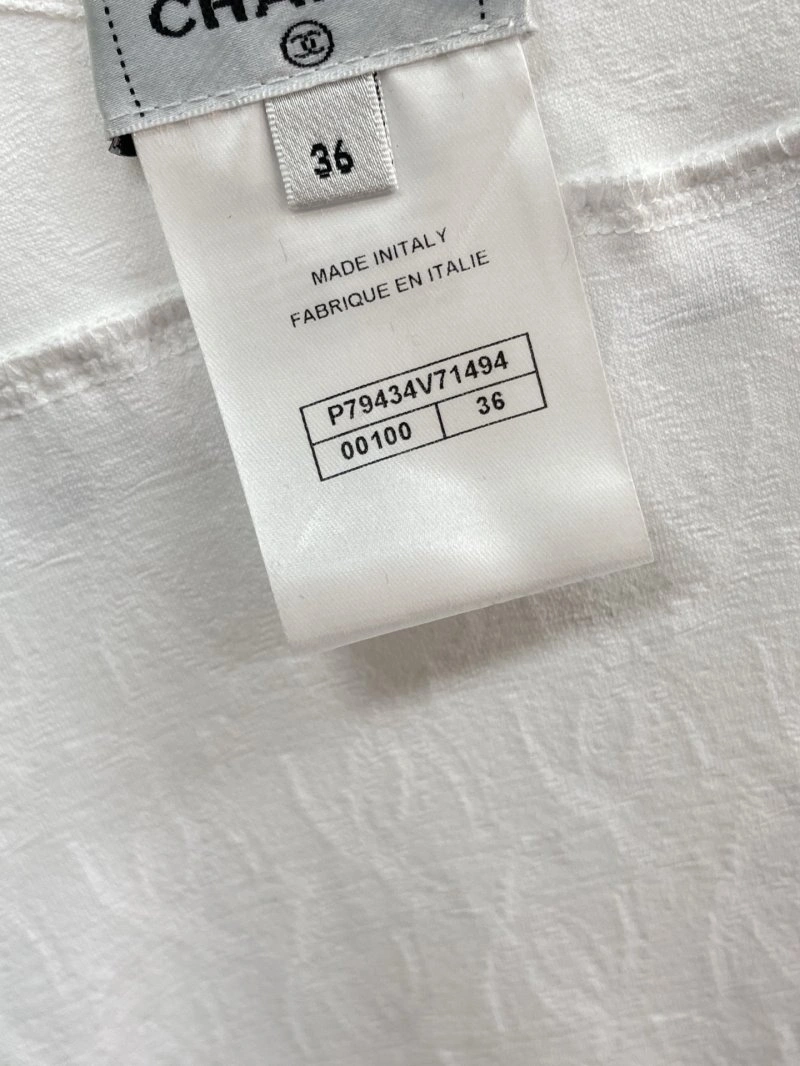 36
MADE INITALY
FABRIQUE EN ITALIE
P79434V71494
00100 36